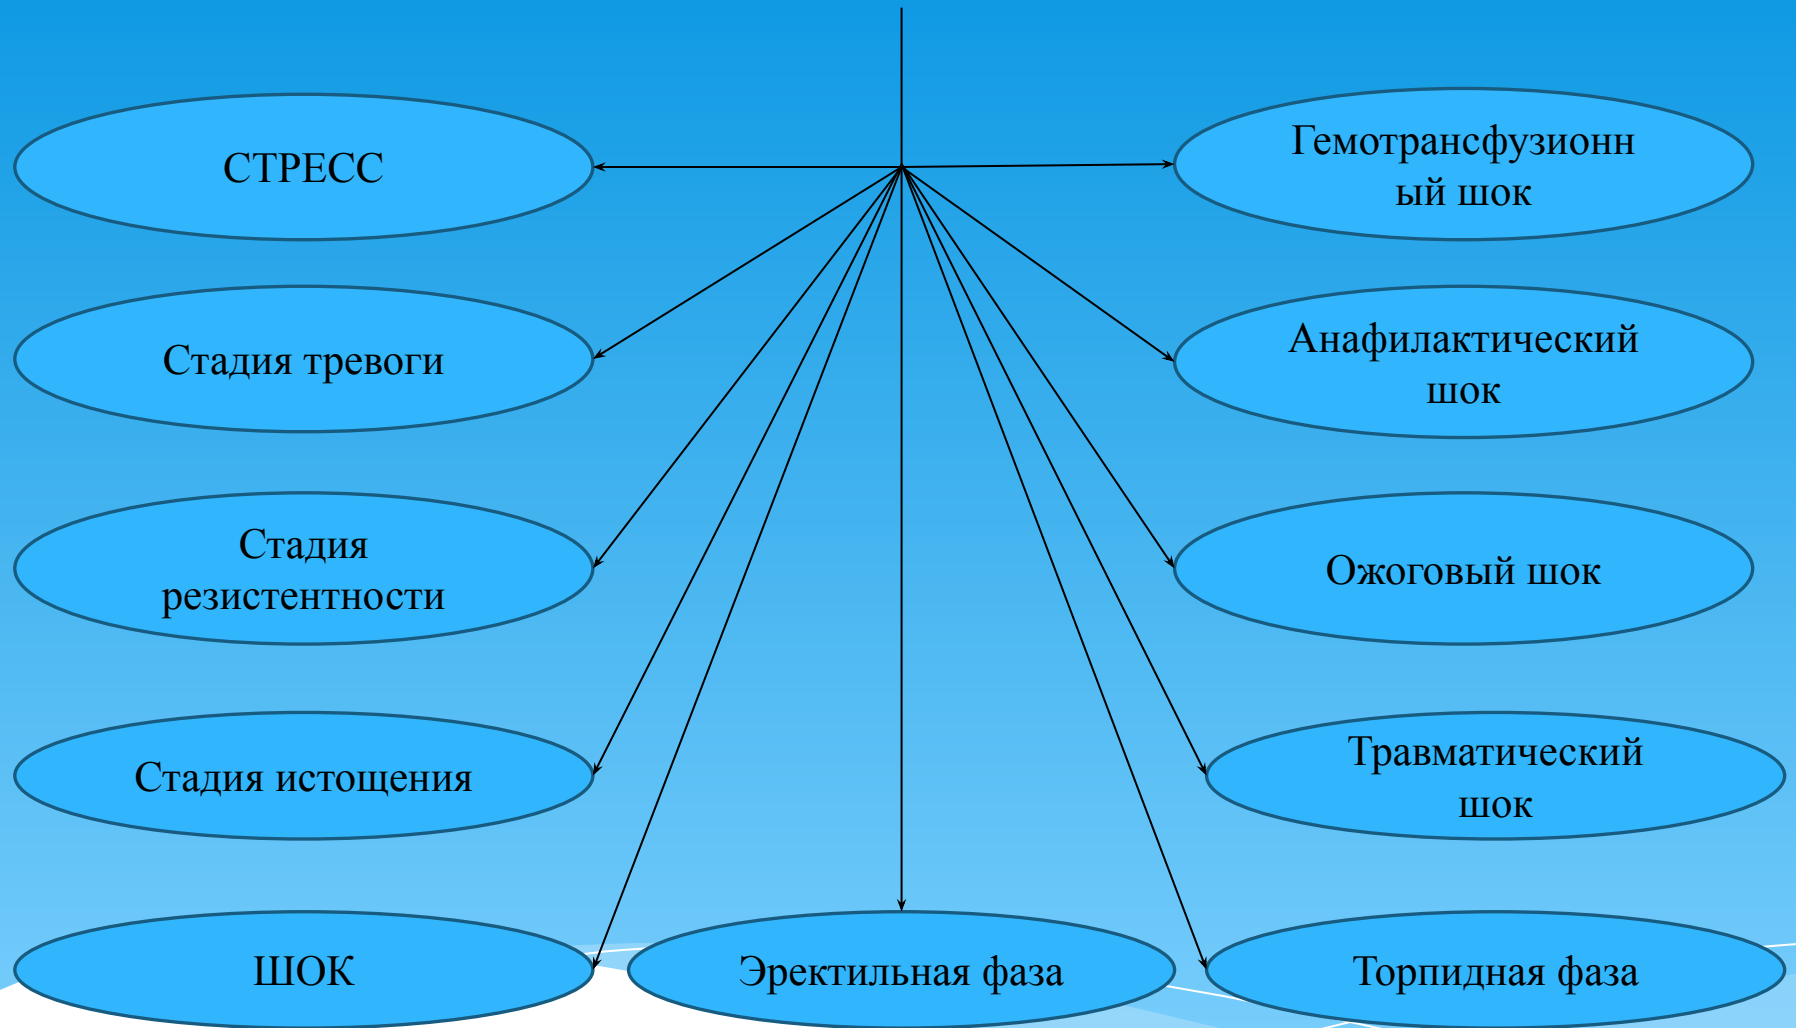 СТРЕСС
Гемотрансфузионн
ый шок
Стадия тревоги
Анафилактический
шок
Стадия
резистентности
Ожоговый шок
Стадия истощения
Травматический
шок
ШОК
Эректильная фаза
Торпидная фаза